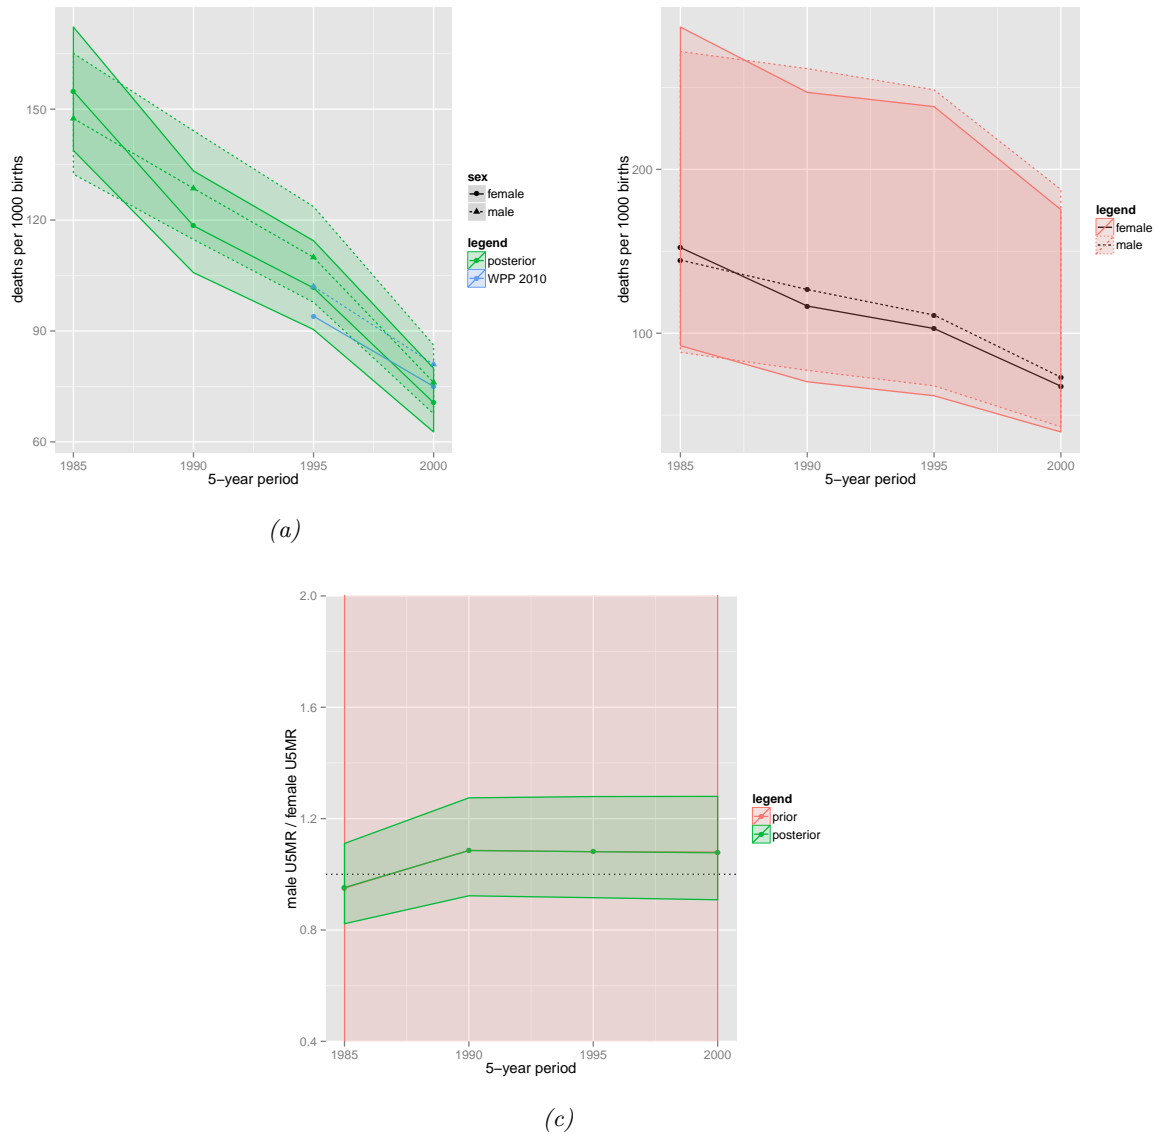 deaths per 1000 births
150
120
90
60
1985 1990 1995 2000
5−year period
sex
female
male
legend
posterior
WPP 2010
(a)
deaths per 1000 births
200
100
1985 1990 1995 2000
5−year period
legend
female
male
male U5MR / female U5MR
2.0
1.6
1.2
0.8
0.4
1985 1990 1995 2000
5−year period
legend
prior
posterior
(c)